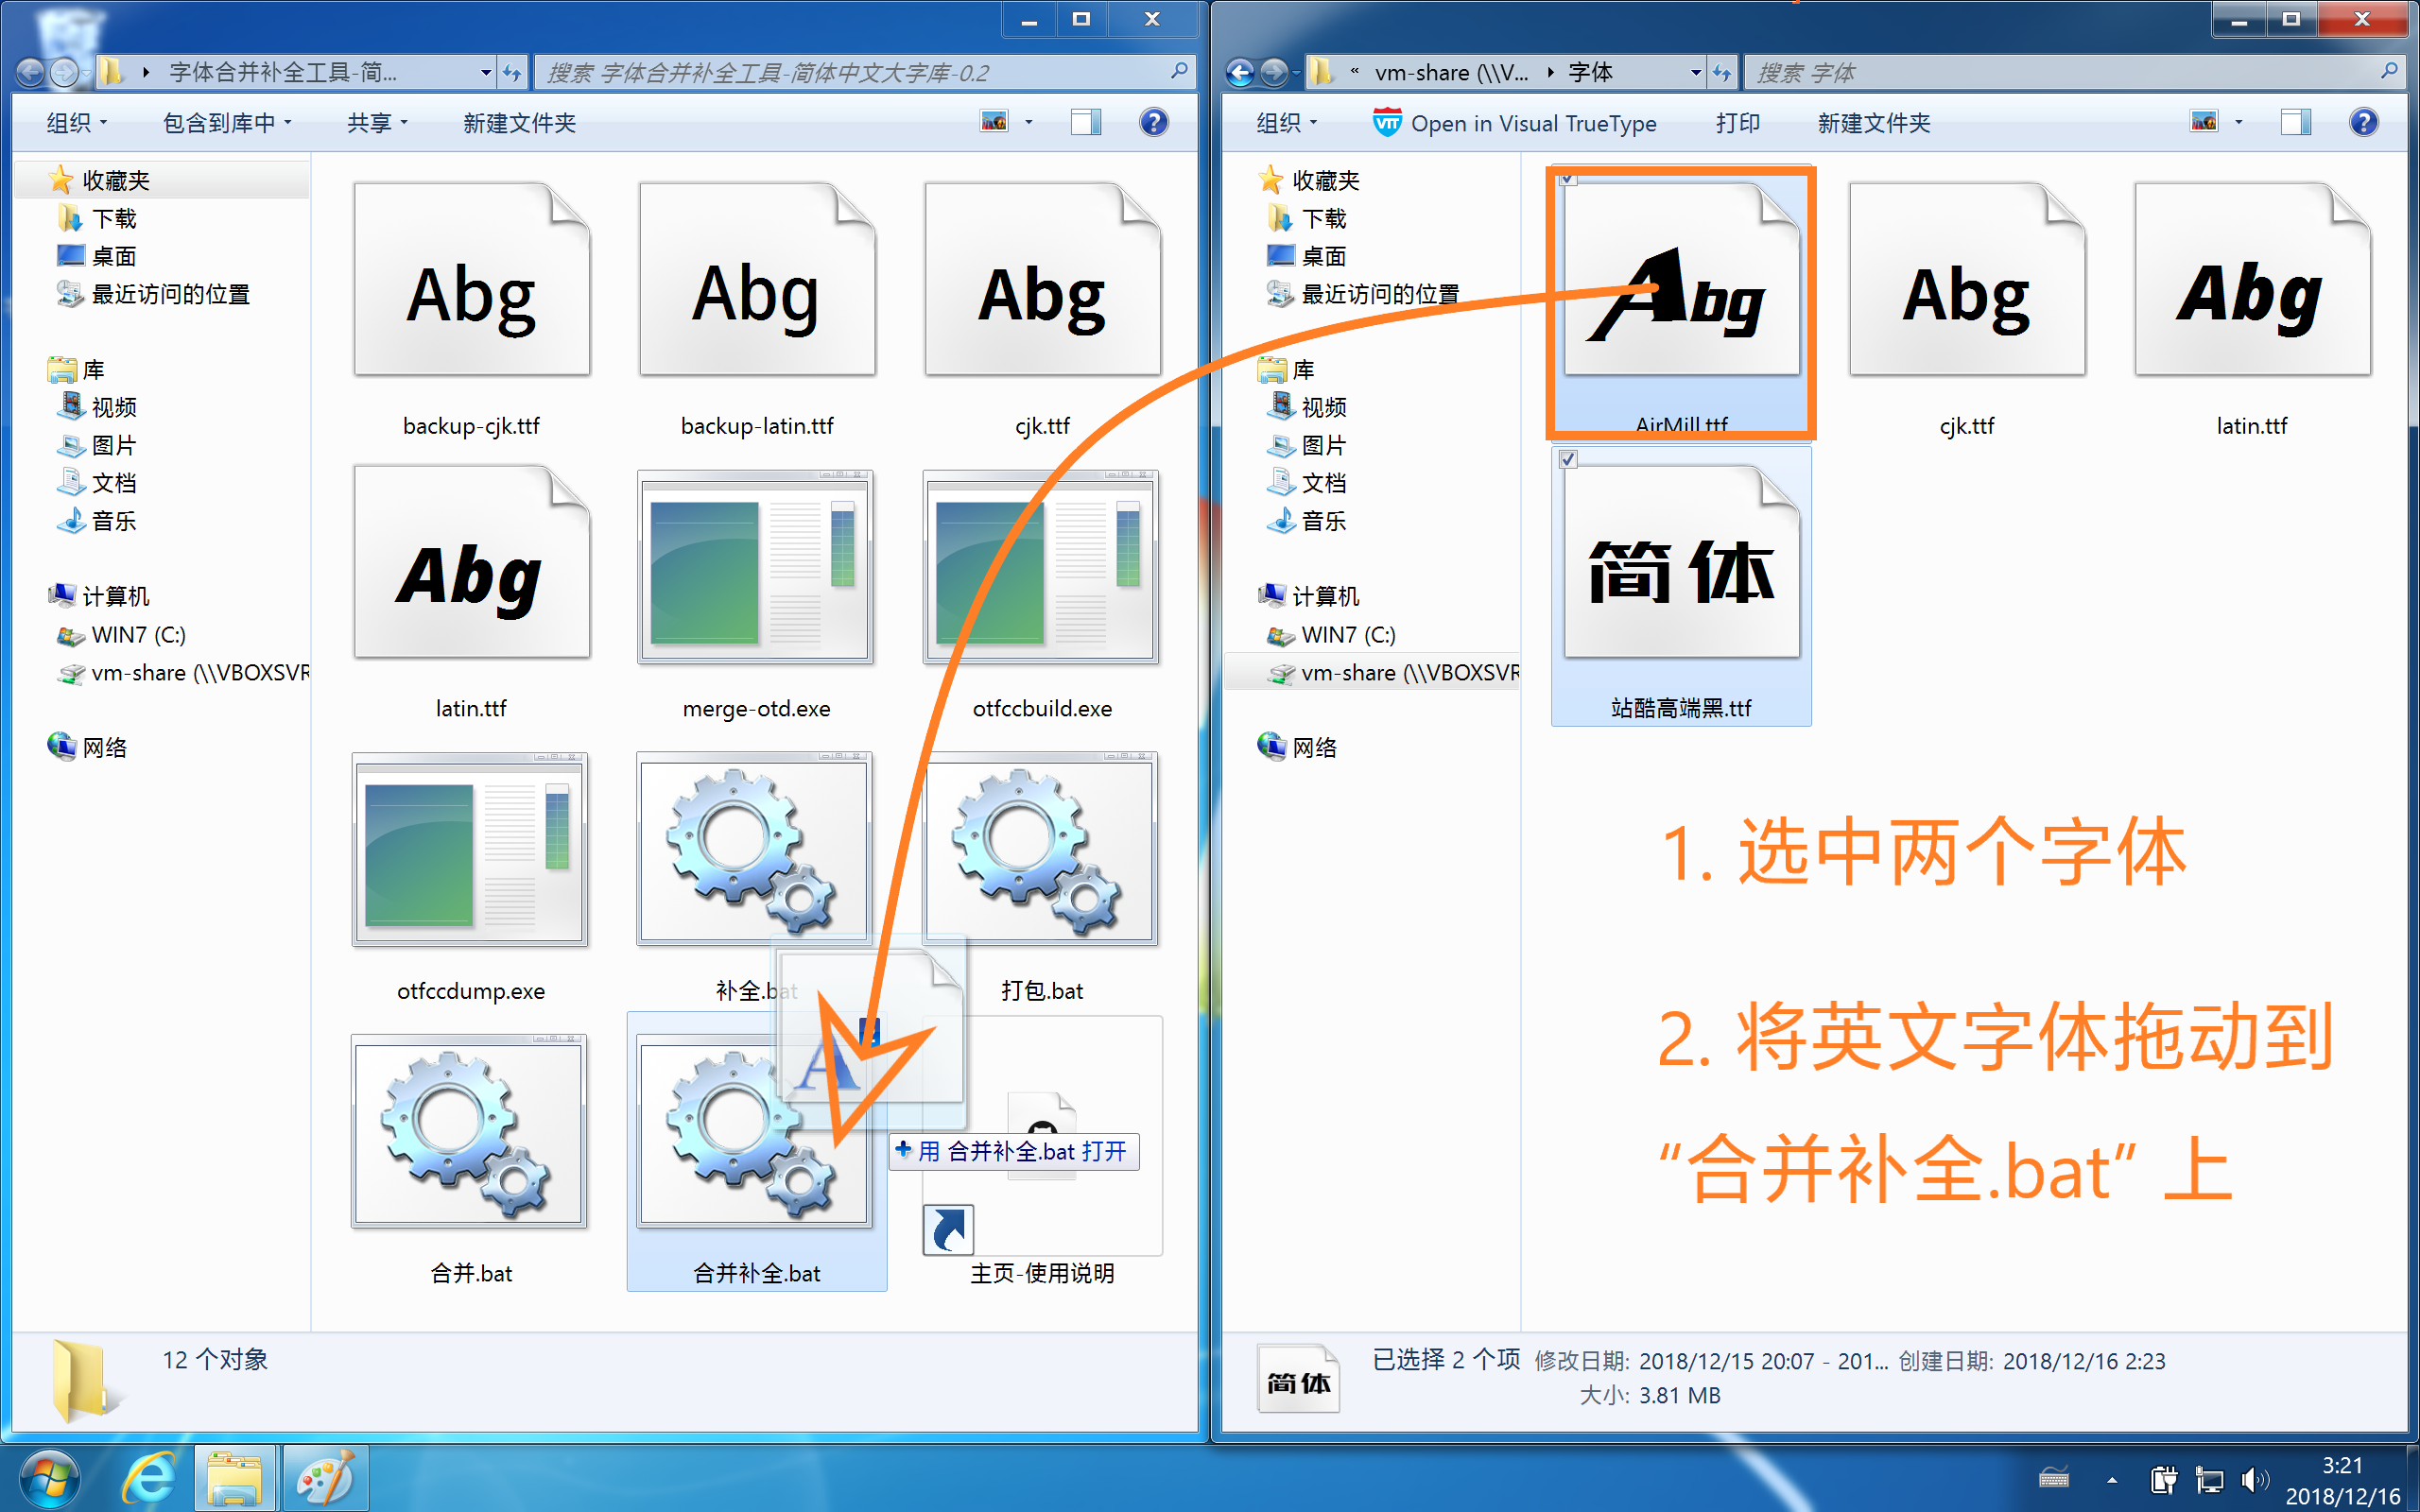 字体合并补全工具-简...
搜索 字体合并补全工具-简体中文大字库-0.2
组织
包含到库中
共享
新建文件夹
收藏夹
下载
桌面
最近访问的位置
库
视频
图片
文档
音乐
计算机
WIN7 (C:)
vm-share (\\VBOXSVR
网络
Abg
Abg
Abg
backup-cjk.ttf
backup-latin.ttf
cjk.ttf
Abg
latin.ttf
merge-otd.exe
otfccbuild.exe
otfccdump.exe
补全.bat
打包.bat
A
用 合并补全.bat 打开
合并.bat
合并补全.bat
主页-使用说明
12 个对象
« vm-share (\\V...
字体
搜索 字体
组织
VTT
Open in Visual TrueType
打印
新建文件夹
收藏夹
下载
桌面
最近访问的位置
库
视频
图片
文档
音乐
计算机
WIN7 (C:)
vm-share (\\VBOXSVR
网络
Abg
Abg
Abg
AirMill.ttf
cjk.ttf
latin.ttf
简体
站酷高端黑.ttf
1. 选中两个字体
2. 将英文字体拖动到
“合并补全.bat” 上
简体
已选择 2 个项
修改日期: 2018/12/15 20:07 - 201...
创建日期: 2018/12/16 2:23
大小: 3.81 MB
3:21
2018/12/16